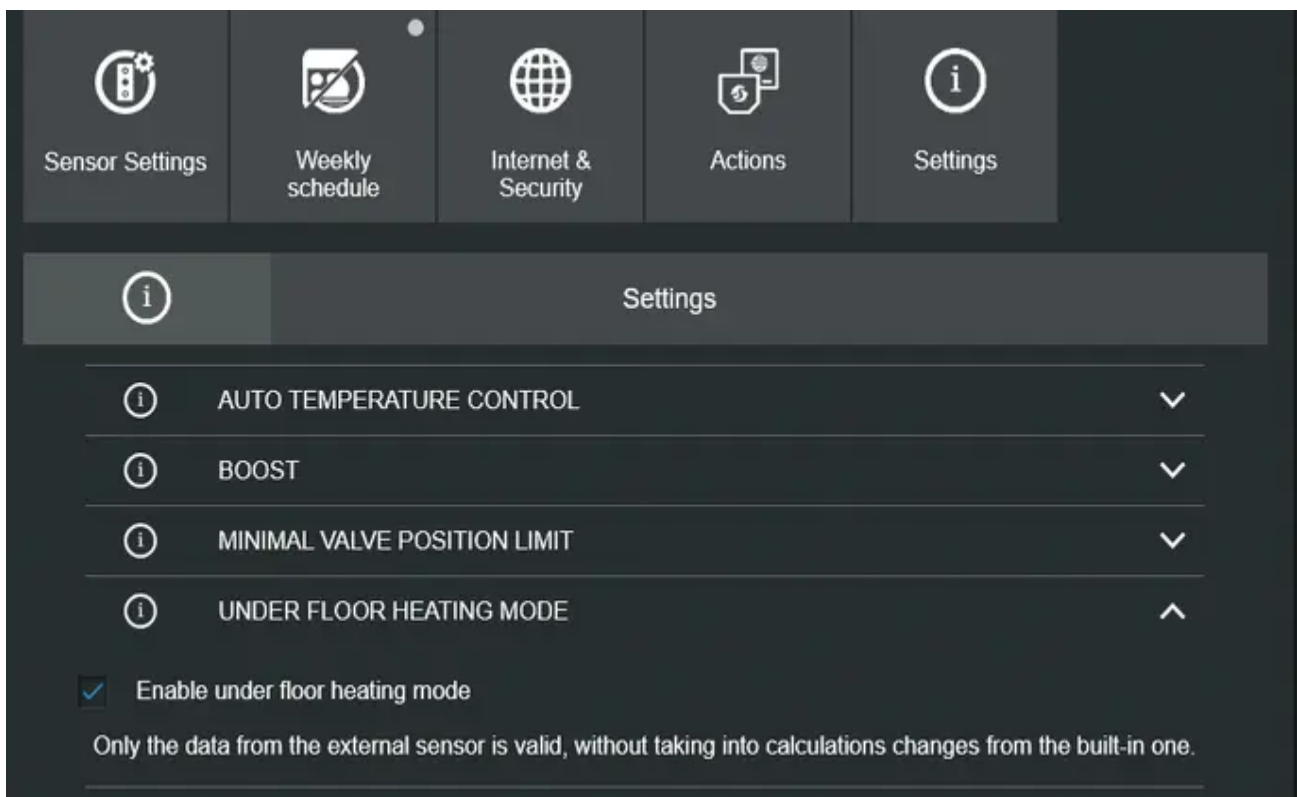 Sensor Settings
Weekly
schedule
Internet &
Security
Actions
Settings
Settings
AUTO TEMPERATURE CONTROL
BOOST
MINIMAL VALVE POSITION LIMIT
UNDER FLOOR HEATING MODE
Enable under floor heating mode
Only the data from the external sensor is valid, without taking into calculations changes from the built-in one.